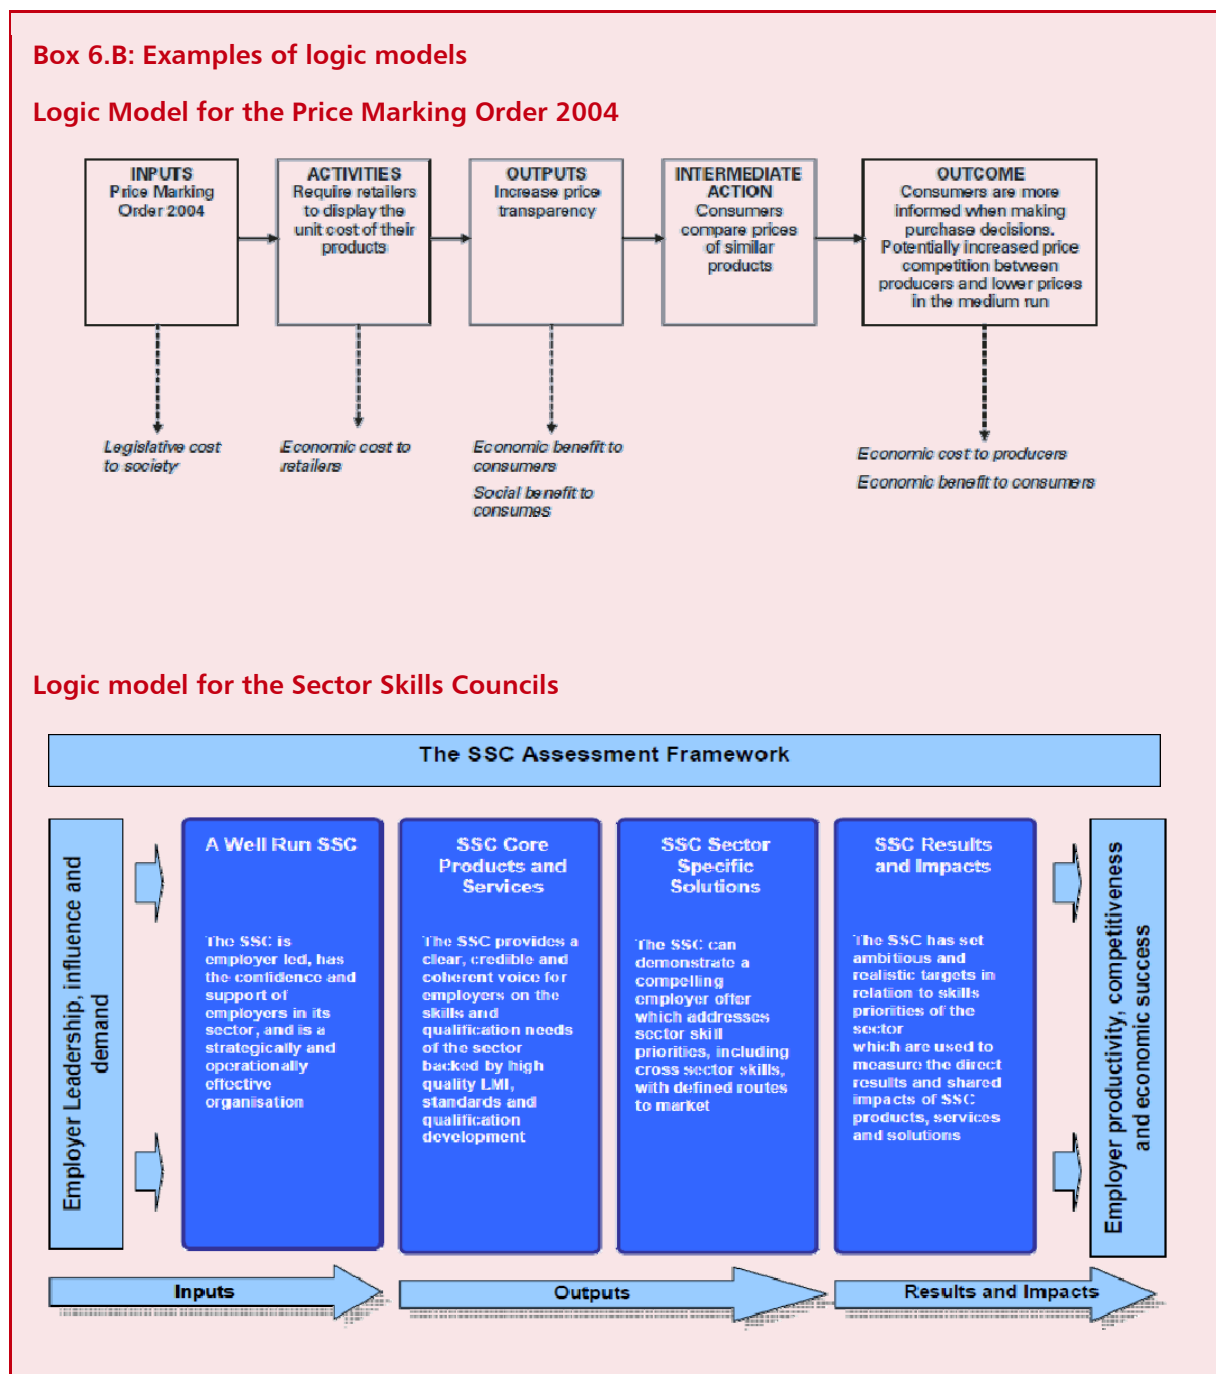 Box 6.B: Examples of logic models
Logic Model for the Price Marking Order 2004
INPUTS
Price Marking
Order 2004
ACTIVITIES
Require retailers
to display the
unit cost of their
products
OUTPUTS
Increase price
transparency
INTERMEDIATE
ACTION
Consumers
compare prices
of similar
products
OUTCOME
Consumers are more
informed when making
purchase decisions.
Potentially increased price
competition between
producers and lower prices
in the medium run
Legislative cost
to society
Economic cost to
retailers
Economic benefit to
consumers
Social benefit to
consumes
Economic cost to producers
Economic benefit to consumers
Logic model for the Sector Skills Councils
The SSC Assessment Framework
Employer Leadership, influence and
demand
A Well Run SSC
The SSC is
employer led, has
the confidence and
support of
employers in its
sector, and is a
strategically and
operationally
effective
organisation
SSC Core
Products and
Services
The SSC provides a
clear, credible and
coherent voice for
employers on the
skills and
qualification needs
of the sector
backed by high
quality LMI,
standards and
qualification
development
SSC Sector
Specific
Solutions
The SSC can
demonstrate a
compelling
employer offer
which addresses
sector skill
priorities, including
cross sector skills,
with defined routes
to market
SSC Results
and Impacts
The SSC has set
ambitious and
realistic targets in
relation to skills
priorities of the
sector
which are used to
measure the direct
results and shared
impacts of SSC
products, services
and solutions
Employer productivity, competitiveness
and economic success
Inputs
Outputs
Results and Impacts